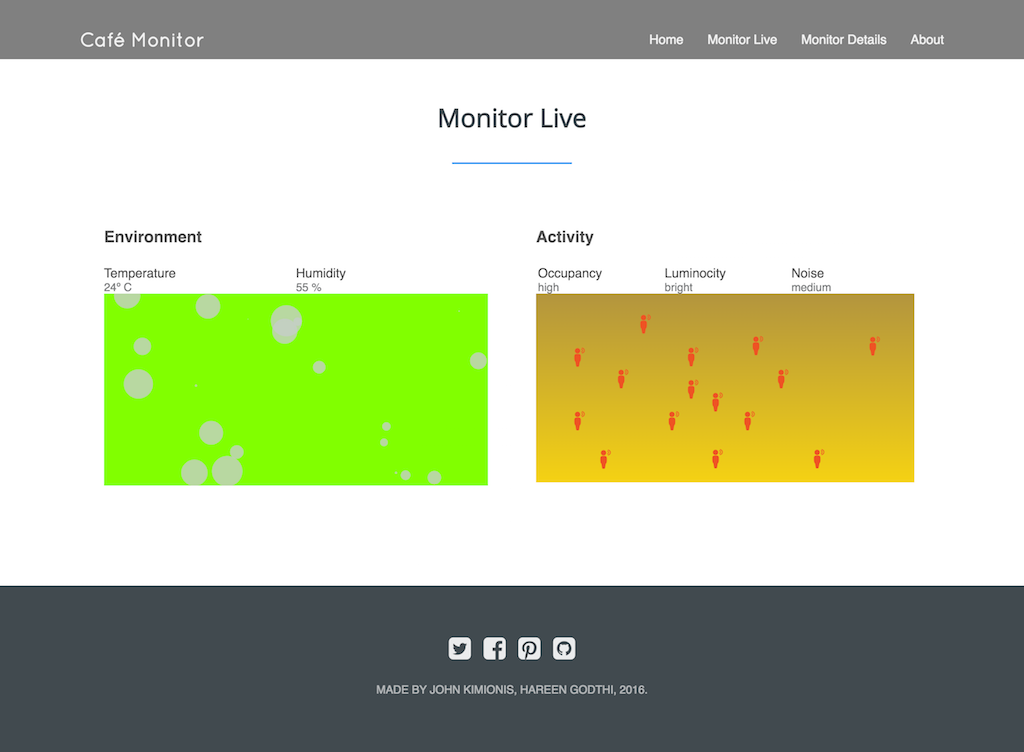 Café Monitor
Home Monitor Live Monitor Details About
Monitor Live
Environment
Temperature Humidity
24º C 55 %
Activity
Occupancy Luminocity Noise
high bright medium
MADE BY JOHN KIMIONIS, HAREEN GODTHI, 2016.